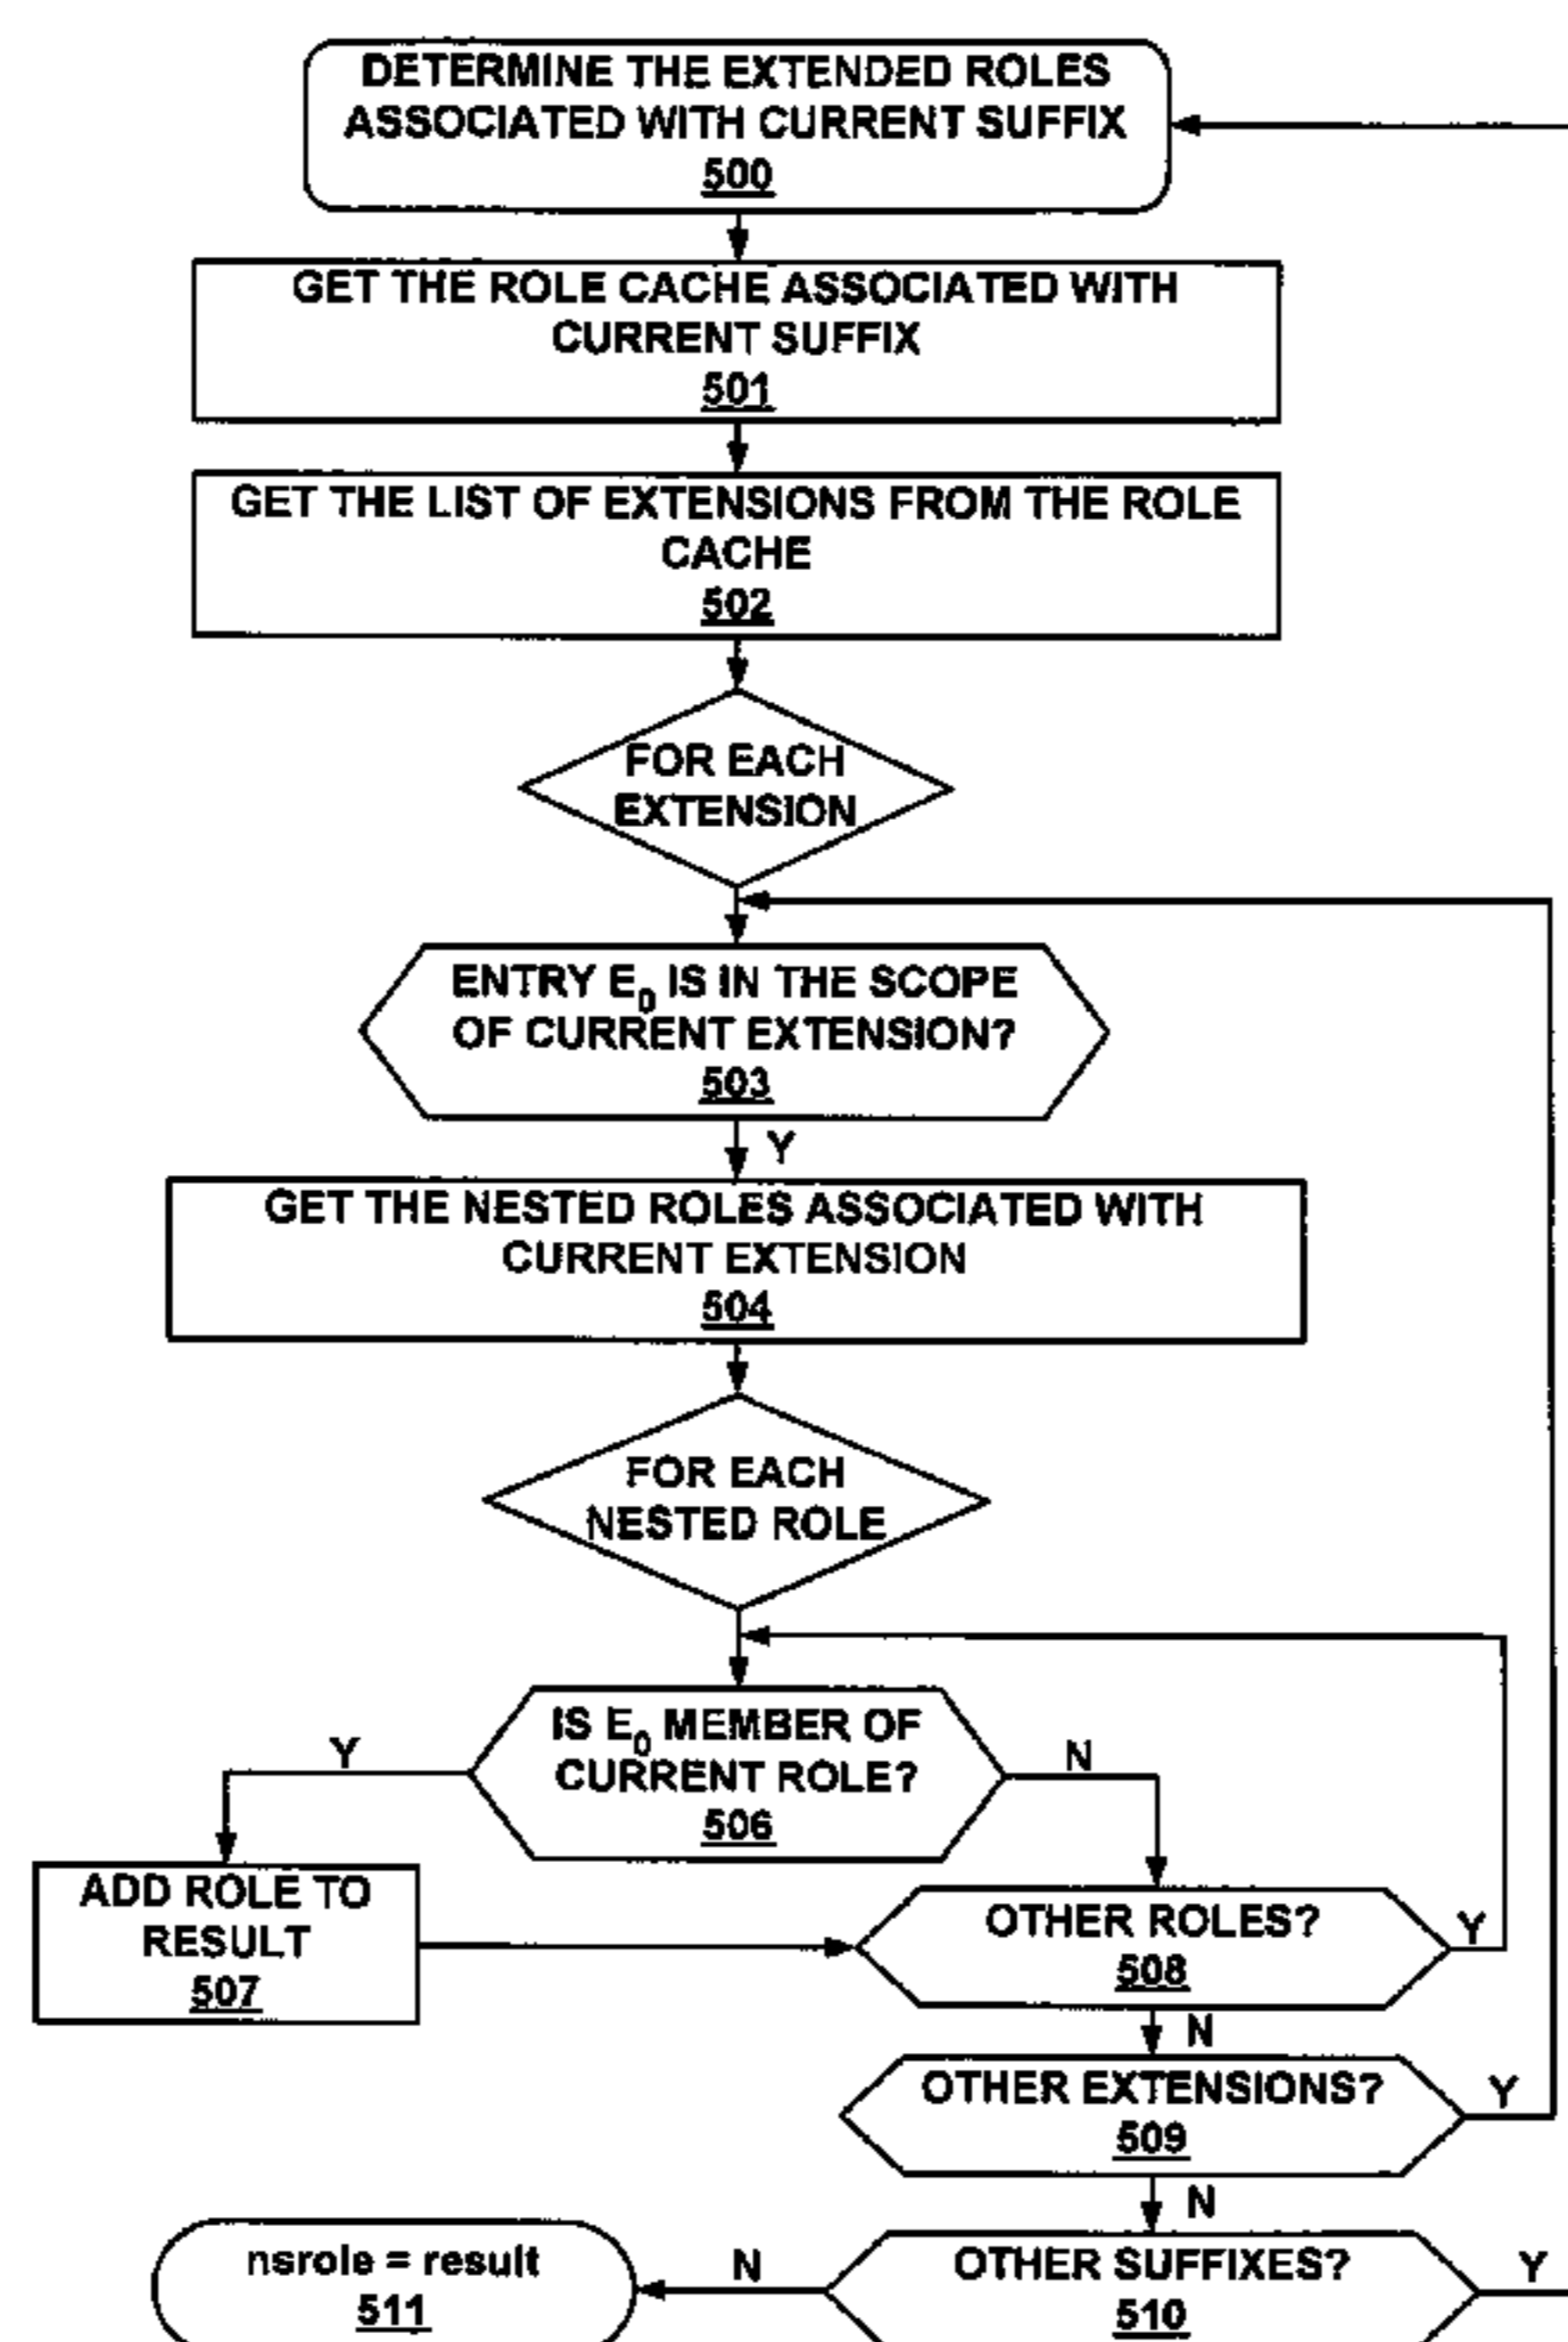 DETERMINE THE EXTENDED ROLES
ASSOCIATED WITH CURRENT SUFFIX
500
GET THE ROLE CACHE ASSOCIATED WITH
CURRENT SUFFIX
501
GET THE LIST OF EXTENSIONS FROM THE ROLE
CACHE
502
FOR EACH
EXTENSION
ENTRY E0 IS IN THE SCOPE
OF CURRENT EXTENSION?
503
Y
GET THE NESTED ROLES ASSOCIATED WITH
CURRENT EXTENSION
504
FOR EACH
NESTED ROLE
IS E0 MEMBER OF
CURRENT ROLE?
506
Y
N
ADD ROLE TO
RESULT
507
OTHER ROLES?
508
Y
N
OTHER EXTENSIONS?
509
Y
N
OTHER SUFFIXES?
510
Y
N
nsrole = result
511